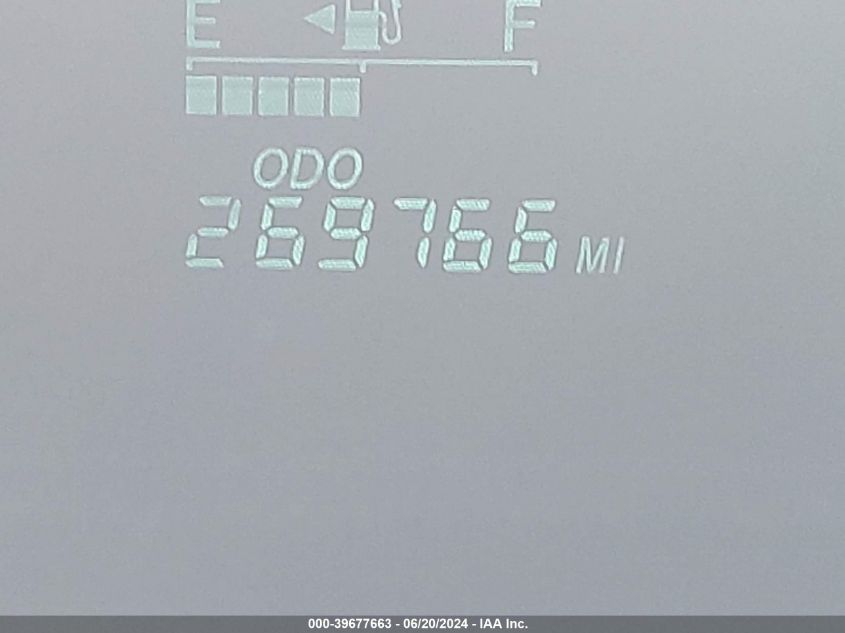 E F
ODO
269766 MI
000-39677663 - 06/20/2024 - IAA Inc.